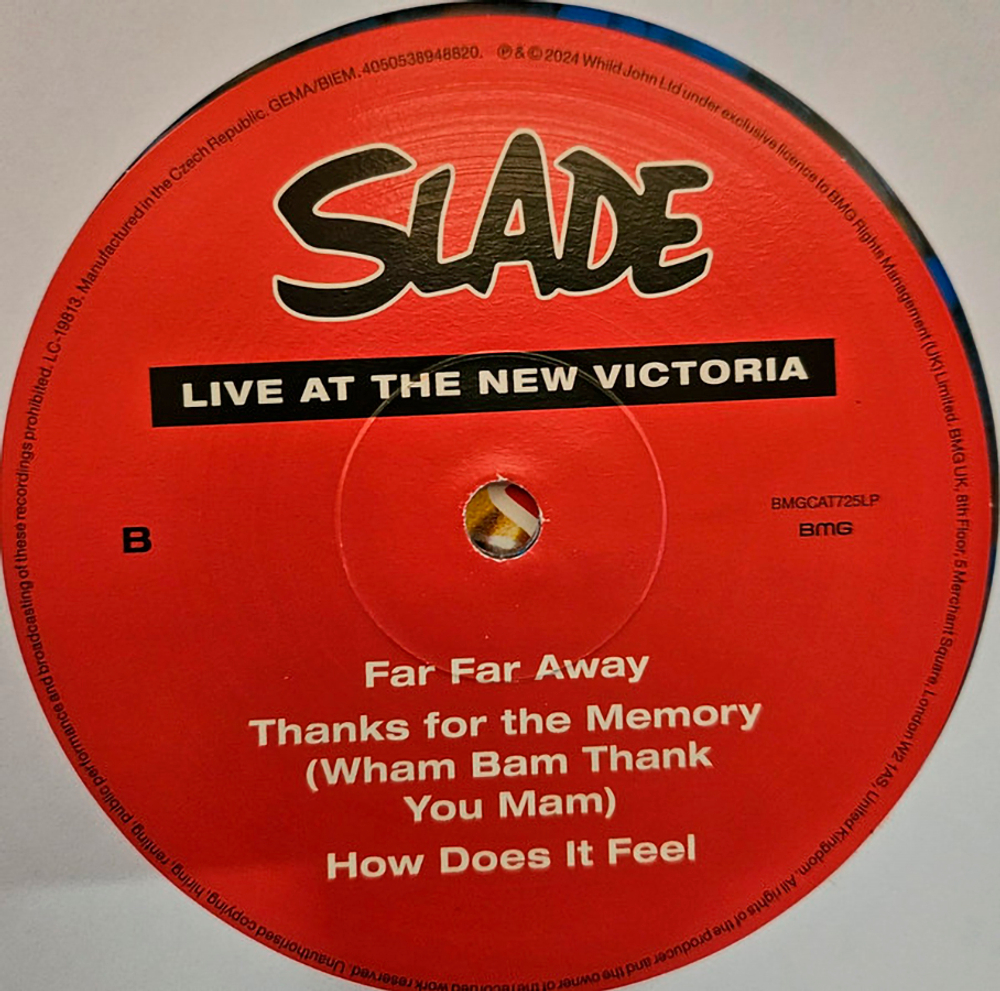 SLADE
LIVE AT THE NEW VICTORIA
B
BMGCAT725LP
BMG
Far Far Away
Thanks for the Memory
(Wham Bam Thank
You Mam)
How Does It Feel
℗ & © 2024 Whild John Ltd under exclusive licence to BMG Rights Management (UK) Limited. BMG UK, 8th Floor, 5 Merchant Square, London W2 1AS, United Kingdom. All rights of the producer and the owner of the recorded work reserved. Unauthorised copying, hiring, renting, public performance and broadcasting of these recordings prohibited. LC-19813. Manufactured in the Czech Republic. GEMA/BIEM. 4050538948820.